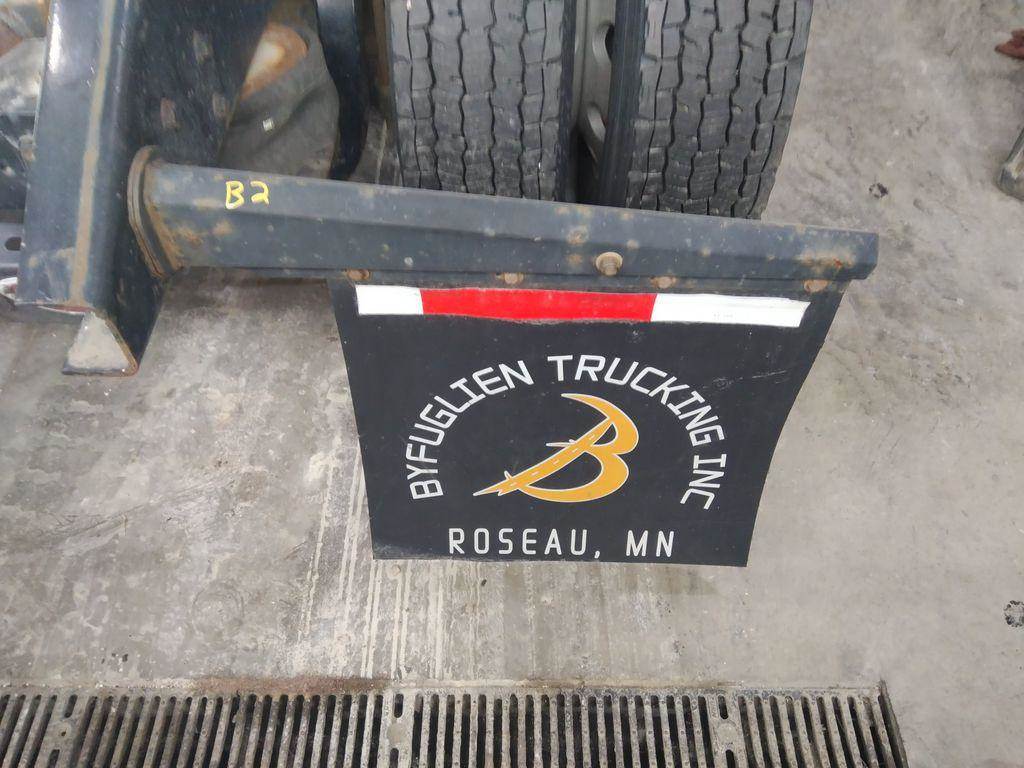 B2
BYFUGLIEN TRUCKING INC
B
ROSEAU, MN